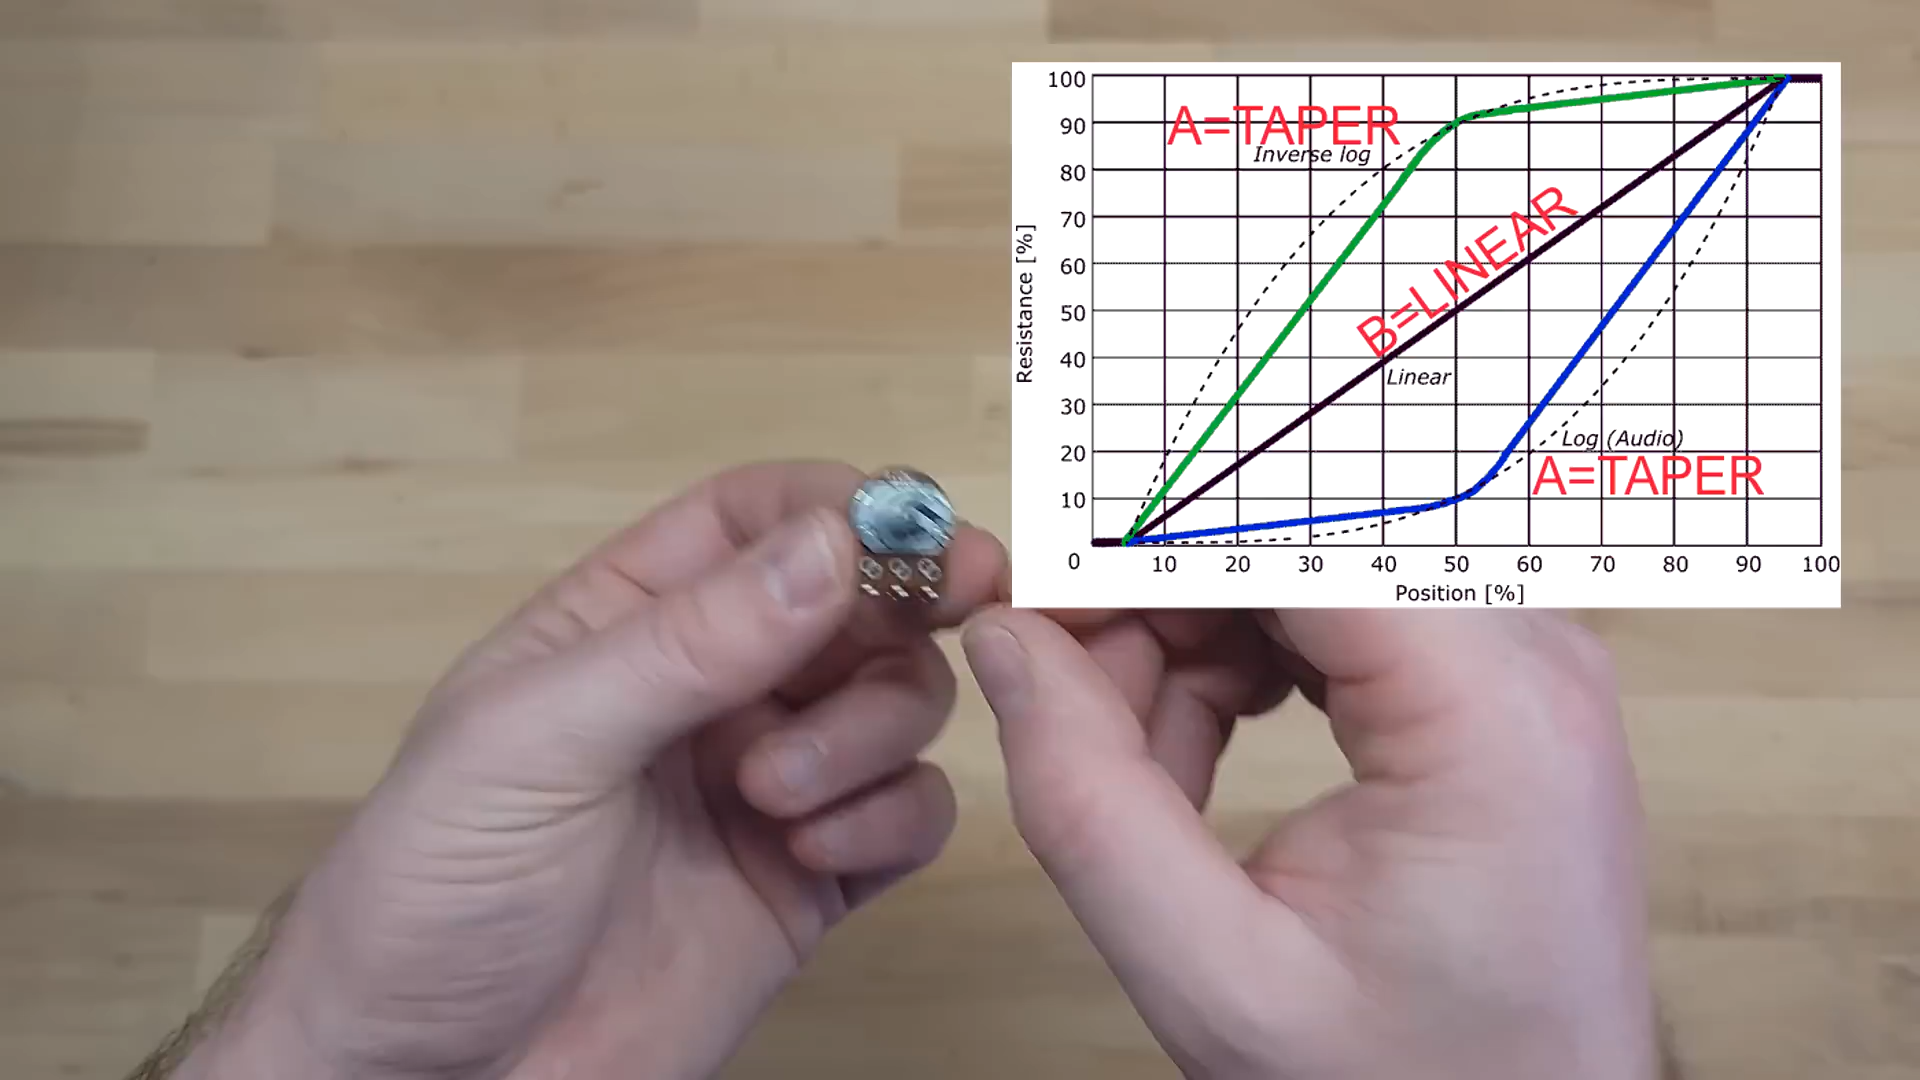 100
90
80
70
60
50
40
30
20
10
0
Resistance [%]
A=TAPER
Inverse log
B=LINEAR
Linear
Log (Audio)
A=TAPER
10 20 30 40 50 60 70 80 90 100
Position [%]